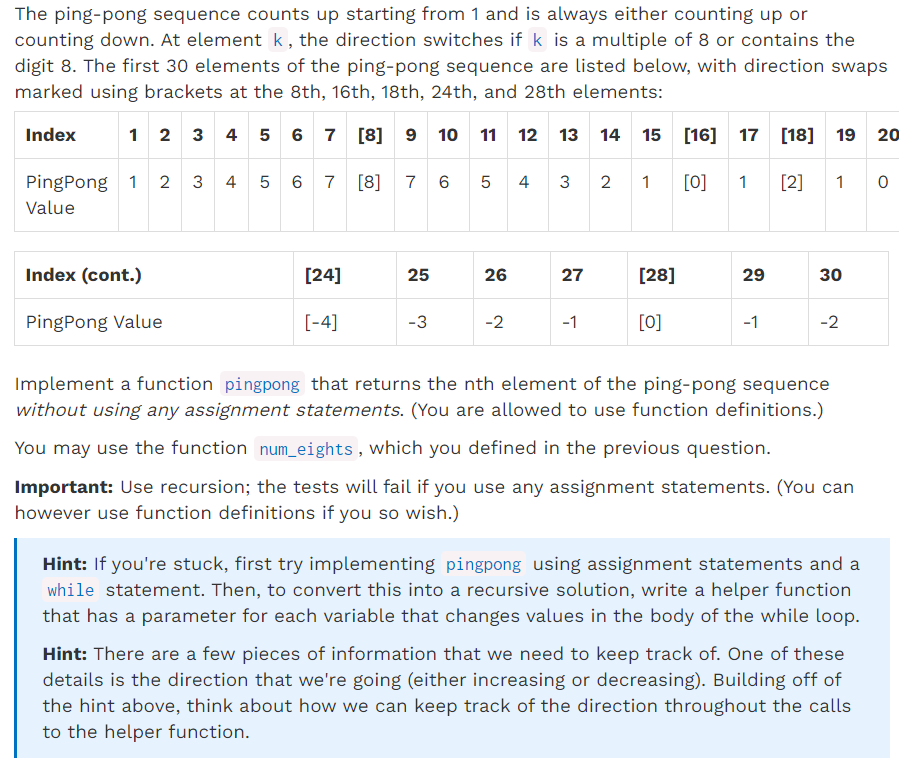 The ping-pong sequence counts up starting from 1 and is always either counting up or
counting down. At element k, the direction switches if k is a multiple of 8 or contains the
digit 8. The first 30 elements of the ping-pong sequence are listed below, with direction swaps
marked using brackets at the 8th, 16th, 18th, 24th, and 28th elements:
Index 1 2 3 4 5 6 7 [8] 9 10 11 12 13 14 15 [16] 17 [18] 19 20
PingPong 1 2 3 4 5 6 7 [8] 7 6 5 4 3 2 1 [0] 1 [2] 1 0
Value
Index (cont.) [24] 25 26 27 [28] 29 30
PingPong Value [-4] -3 -2 -1 [0] -1 -2
Implement a function pingpong that returns the nth element of the ping-pong sequence
without using any assignment statements. (You are allowed to use function definitions.)
You may use the function num_eights, which you defined in the previous question.
Important: Use recursion; the tests will fail if you use any assignment statements. (You can
however use function definitions if you so wish.)
Hint: If you're stuck, first try implementing pingpong using assignment statements and a
while statement. Then, to convert this into a recursive solution, write a helper function
that has a parameter for each variable that changes values in the body of the while loop.
Hint: There are a few pieces of information that we need to keep track of. One of these
details is the direction that we're going (either increasing or decreasing). Building off of
the hint above, think about how we can keep track of the direction throughout the calls
to the helper function.